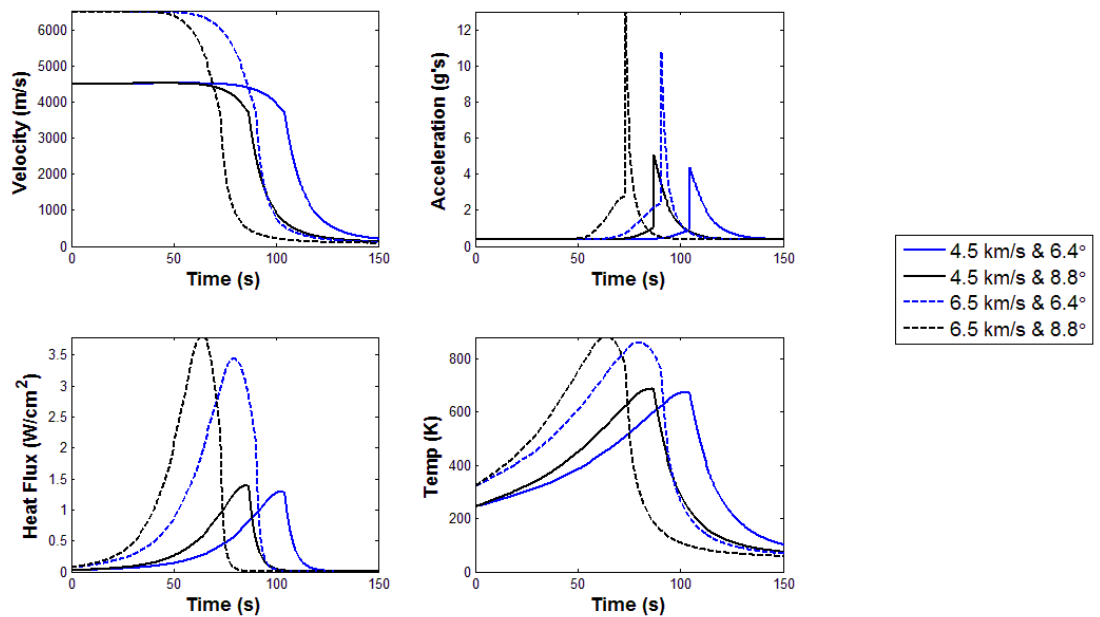 6000
5000
4000
3000
2000
1000
0
Velocity (m/s)
0 50 100 150
Time (s)
12
10
8
6
4
2
0
Acceleration (g's)
0 50 100 150
Time (s)
4.5 km/s & 6.4°
4.5 km/s & 8.8°
6.5 km/s & 6.4°
6.5 km/s & 8.8°
3.5
3
2.5
2
1.5
1
0.5
0
Heat Flux (W/cm²)
0 50 100 150
Time (s)
800
600
400
200
0
Temp (K)
0 50 100 150
Time (s)